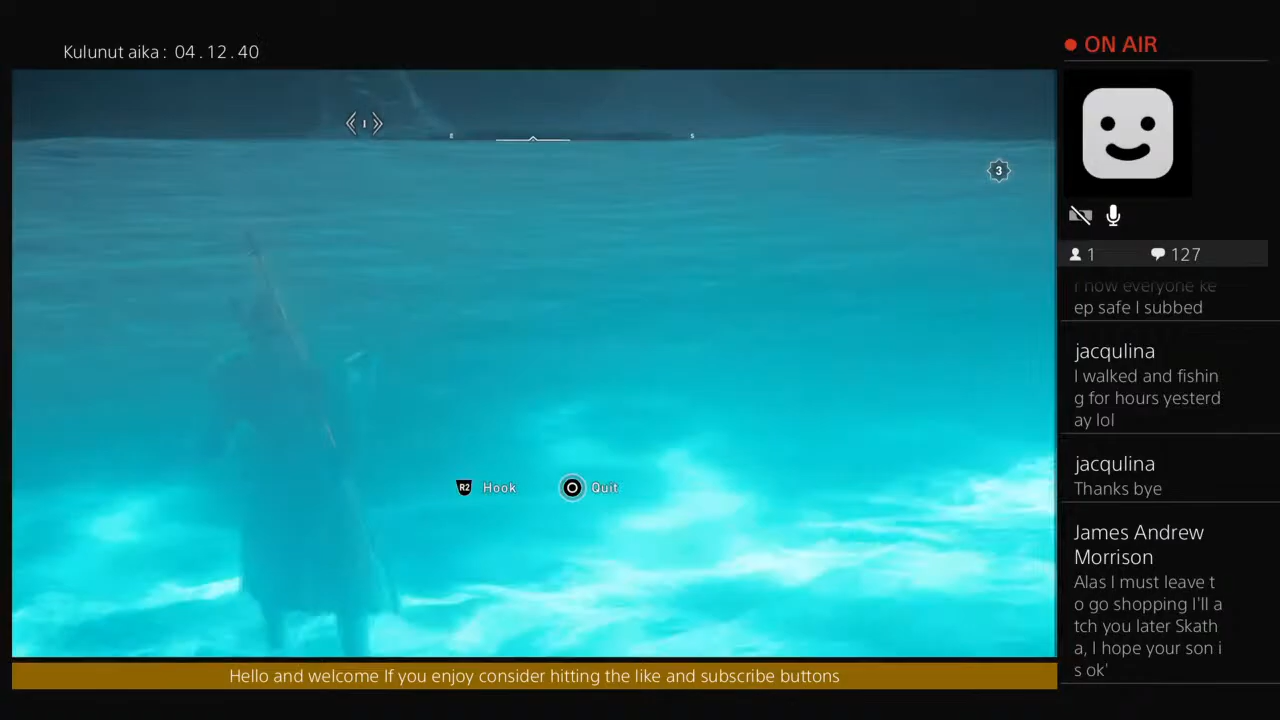 Kulunut aika: 04.12.40
ON AIR
I
E
S
3
1
127
ep safe I subbed
jacqulina
I walked and fishin
g for hours yesterd
ay lol
jacqulina
Thanks bye
James Andrew
Morrison
Alas I must leave t
o go shopping I'll a
tch you later Skath
a, I hope your son i
s ok'
R2 Hook
Quit
Hello and welcome If you enjoy consider hitting the like and subscribe buttons